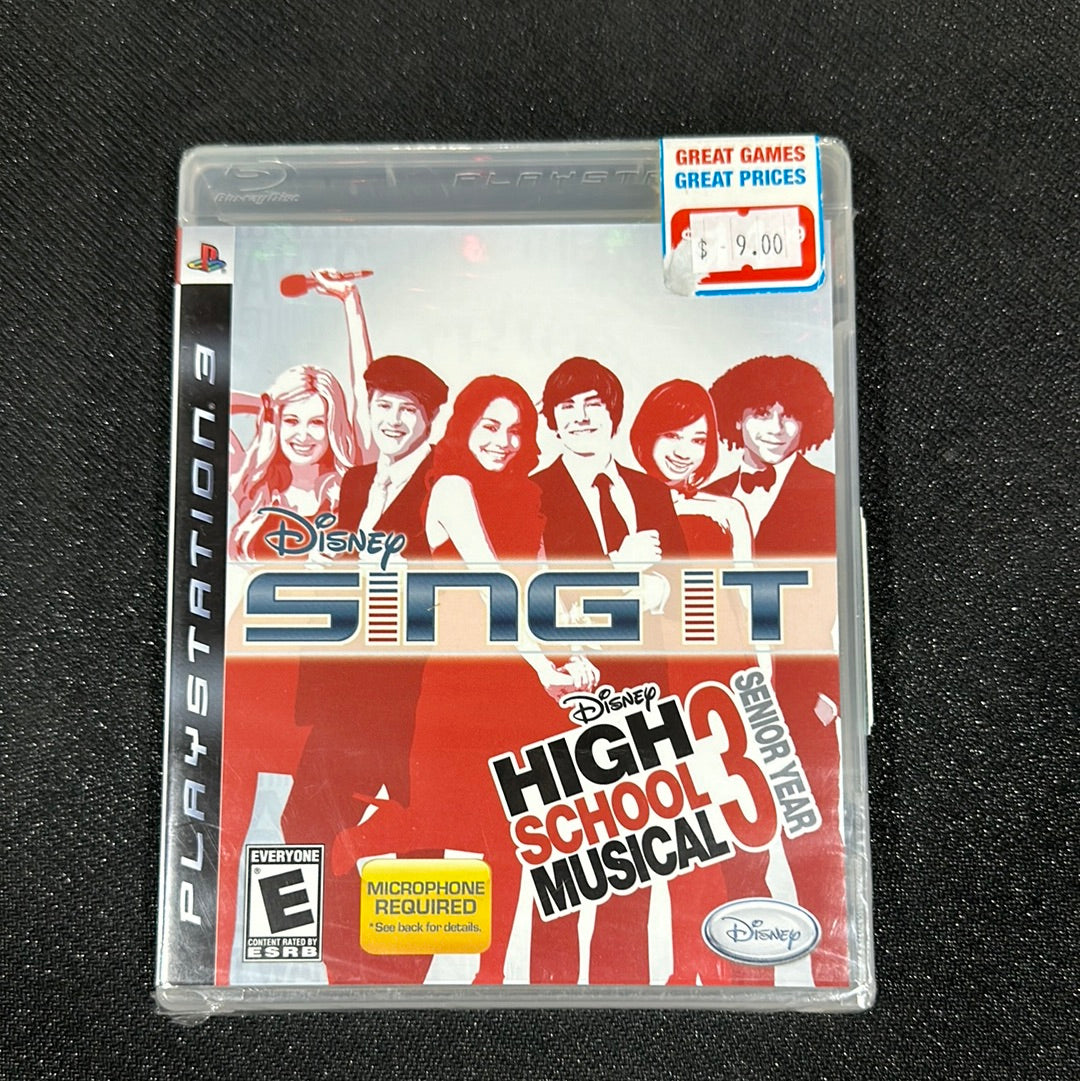 Blu-ray Disc
PLAYSTA
GREAT GAMES
GREAT PRICES
$ 9.00
PLAYSTATION 3
Disney
SING IT
Disney
HIGH
SCHOOL
MUSICAL 3
SENIOR YEAR
EVERYONE
E
CONTENT RATED BY
ESRB
MICROPHONE
REQUIRED
*See back for details.
Disney